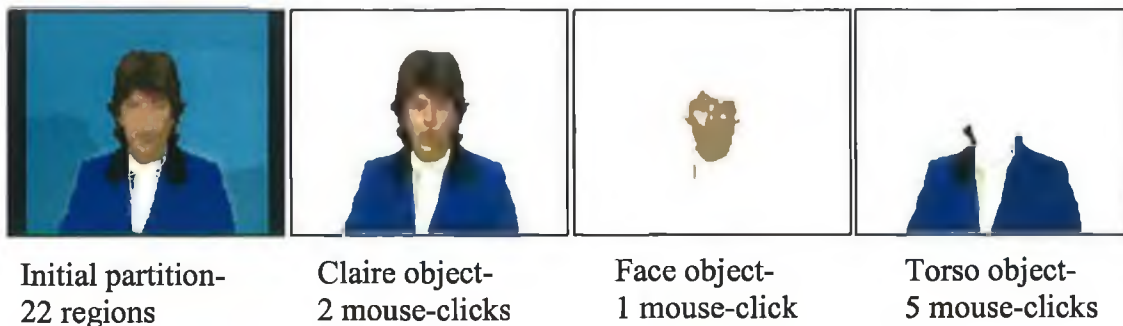 Initial partition-
22 regions
Claire object-
2 mouse-clicks
Face object-
1 mouse-click
Torso object-
5 mouse-clicks